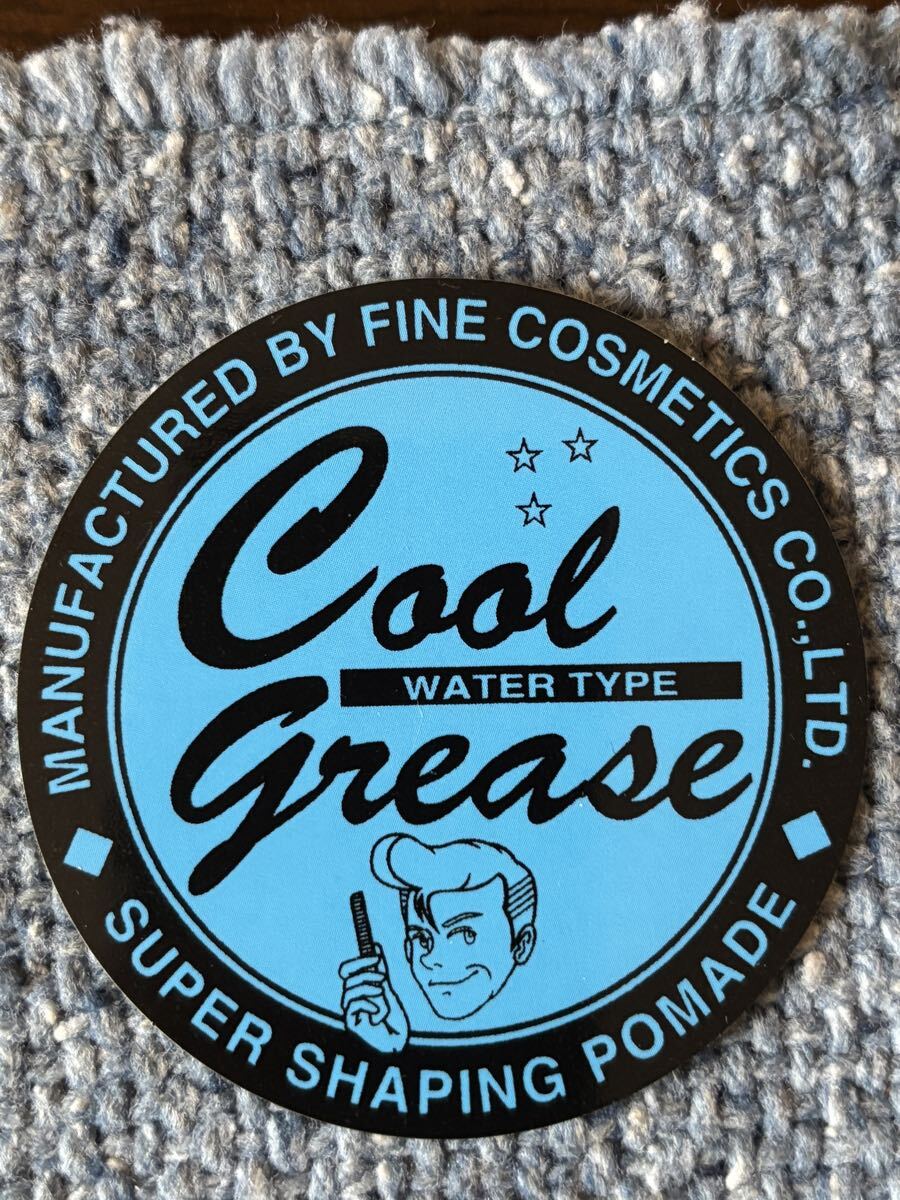 MANUFACTURED BY FINE COSMETICS CO.,LTD.
Cool
WATER TYPE
Grease
SUPER SHAPING POMADE